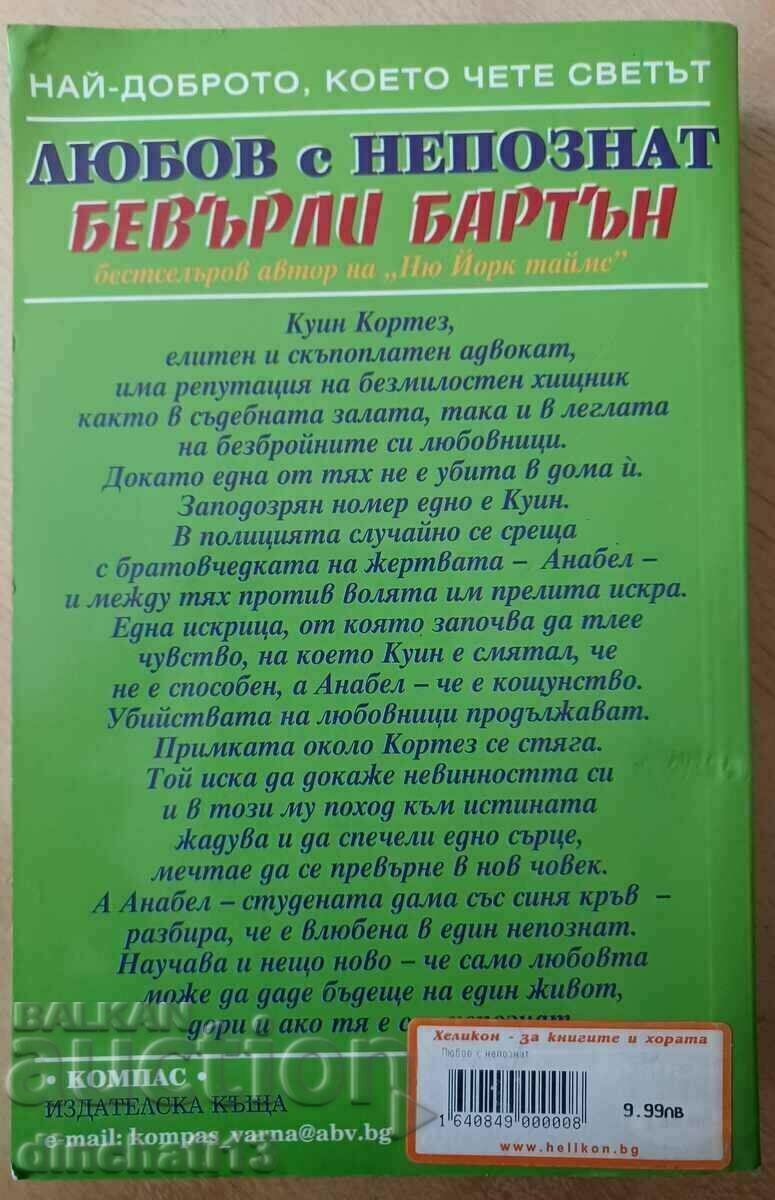 НАЙ-ДОБРОТО, КОЕТО ЧЕТЕ СВЕТЪТ
ЛЮБОВ с НЕПОЗНАТ
БЕВЪРЛИ БАРТЪН
бестселъров автор на „Ню Йорк таймс”
Куин Кортез,
елитен и скъпоплатен адвокат,
има репутация на безмилостен хищник
както в съдебната залата, така и в леглата
на безбройните си любовници.
Докато една от тях не е убита в дома ѝ.
Заподозрян номер едно е Куин.
В полицията случайно се среща
с братовчедката на жертвата – Анабел –
и между тях против волята им прелита искра.
Една искрица, от която започва да тлее
чувство, на което Куин е смятал, че
не е способен, а Анабел – че е кощунство.
Убийствата на любовници продължават.
Примката около Кортез се стяга.
Той иска да докаже невинността си
и в този му поход към истината
жадува и да спечели едно сърце,
мечтае да се превърне в нов човек.
А Анабел – студената дама със синя кръв –
разбира, че е влюбена в един непознат.
Научава и нещо ново – че само любовта
може да даде бъдеще на един живот,
дори и ако тя е с непознат
BALKAN
auction
Хеликон - за книгите и хората
Любов с непознат
1 640849 000008
9.99лв
www.helikon.bg
• КОМПАС •
ИЗДАТЕЛСКА КЪЩА
e-mail: kompas_varna@abv.bg
dinchati13